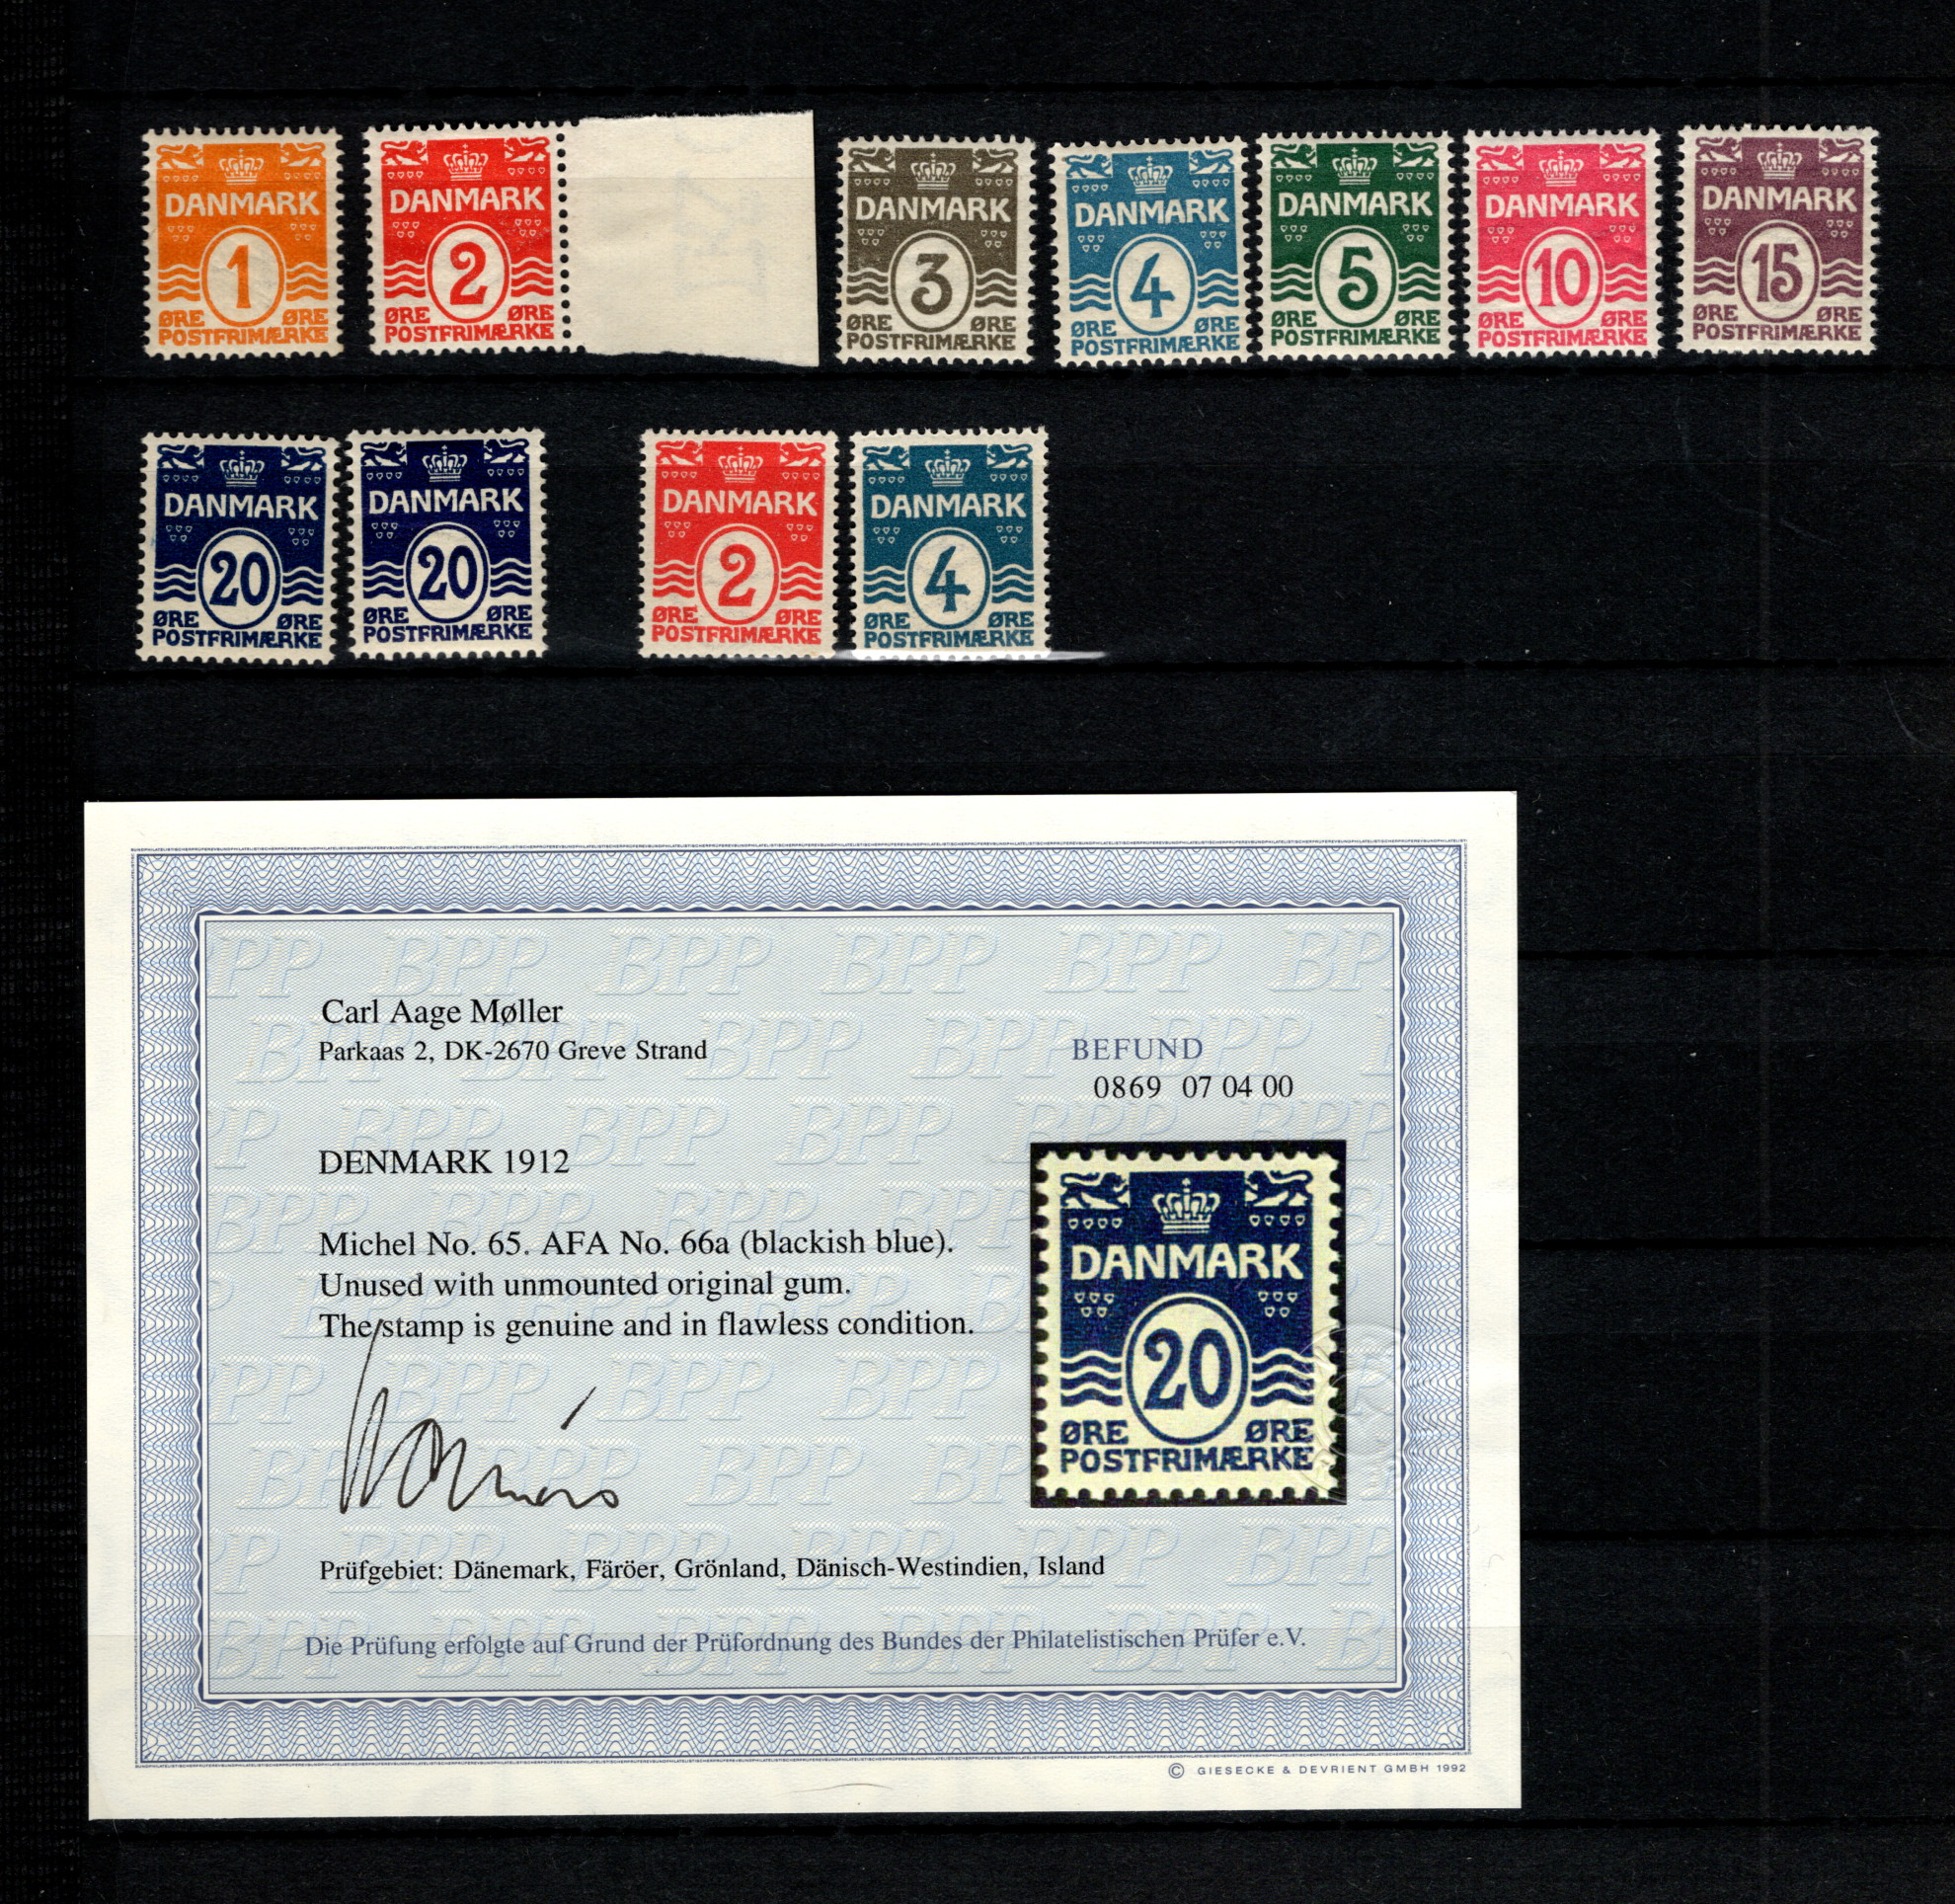 DANMARK
1
ØRE ØRE
POSTFRIMÆRKE
DANMARK
2
ØRE ØRE
POSTFRIMÆRKE
DANMARK
3
ØRE ØRE
POSTFRIMÆRKE
DANMARK
4
ØRE ØRE
POSTFRIMÆRKE
DANMARK
5
ØRE ØRE
POSTFRIMÆRKE
DANMARK
10
ØRE ØRE
POSTFRIMÆRKE
DANMARK
15
ØRE ØRE
POSTFRIMÆRKE
DANMARK
20
ØRE ØRE
POSTFRIMÆRKE
DANMARK
20
ØRE ØRE
POSTFRIMÆRKE
DANMARK
2
ØRE ØRE
POSTFRIMÆRKE
DANMARK
4
ØRE ØRE
POSTFRIMÆRKE
Carl Aage Møller
Parkaas 2, DK-2670 Greve Strand
BEFUND
0869 07 04 00
DENMARK 1912
Michel No. 65. AFA No. 66a (blackish blue).
Unused with unmounted original gum.
The stamp is genuine and in flawless condition.
DANMARK
20
ØRE ØRE
POSTFRIMÆRKE
Prüfgebiet: Dänemark, Färöer, Grönland, Dänisch-Westindien, Island
Die Prüfung erfolgte auf Grund der Prüfordnung des Bundes der Philatelistischen Prüfer e.V.
© GIESECKE & DEVRIENT GMBH 1992